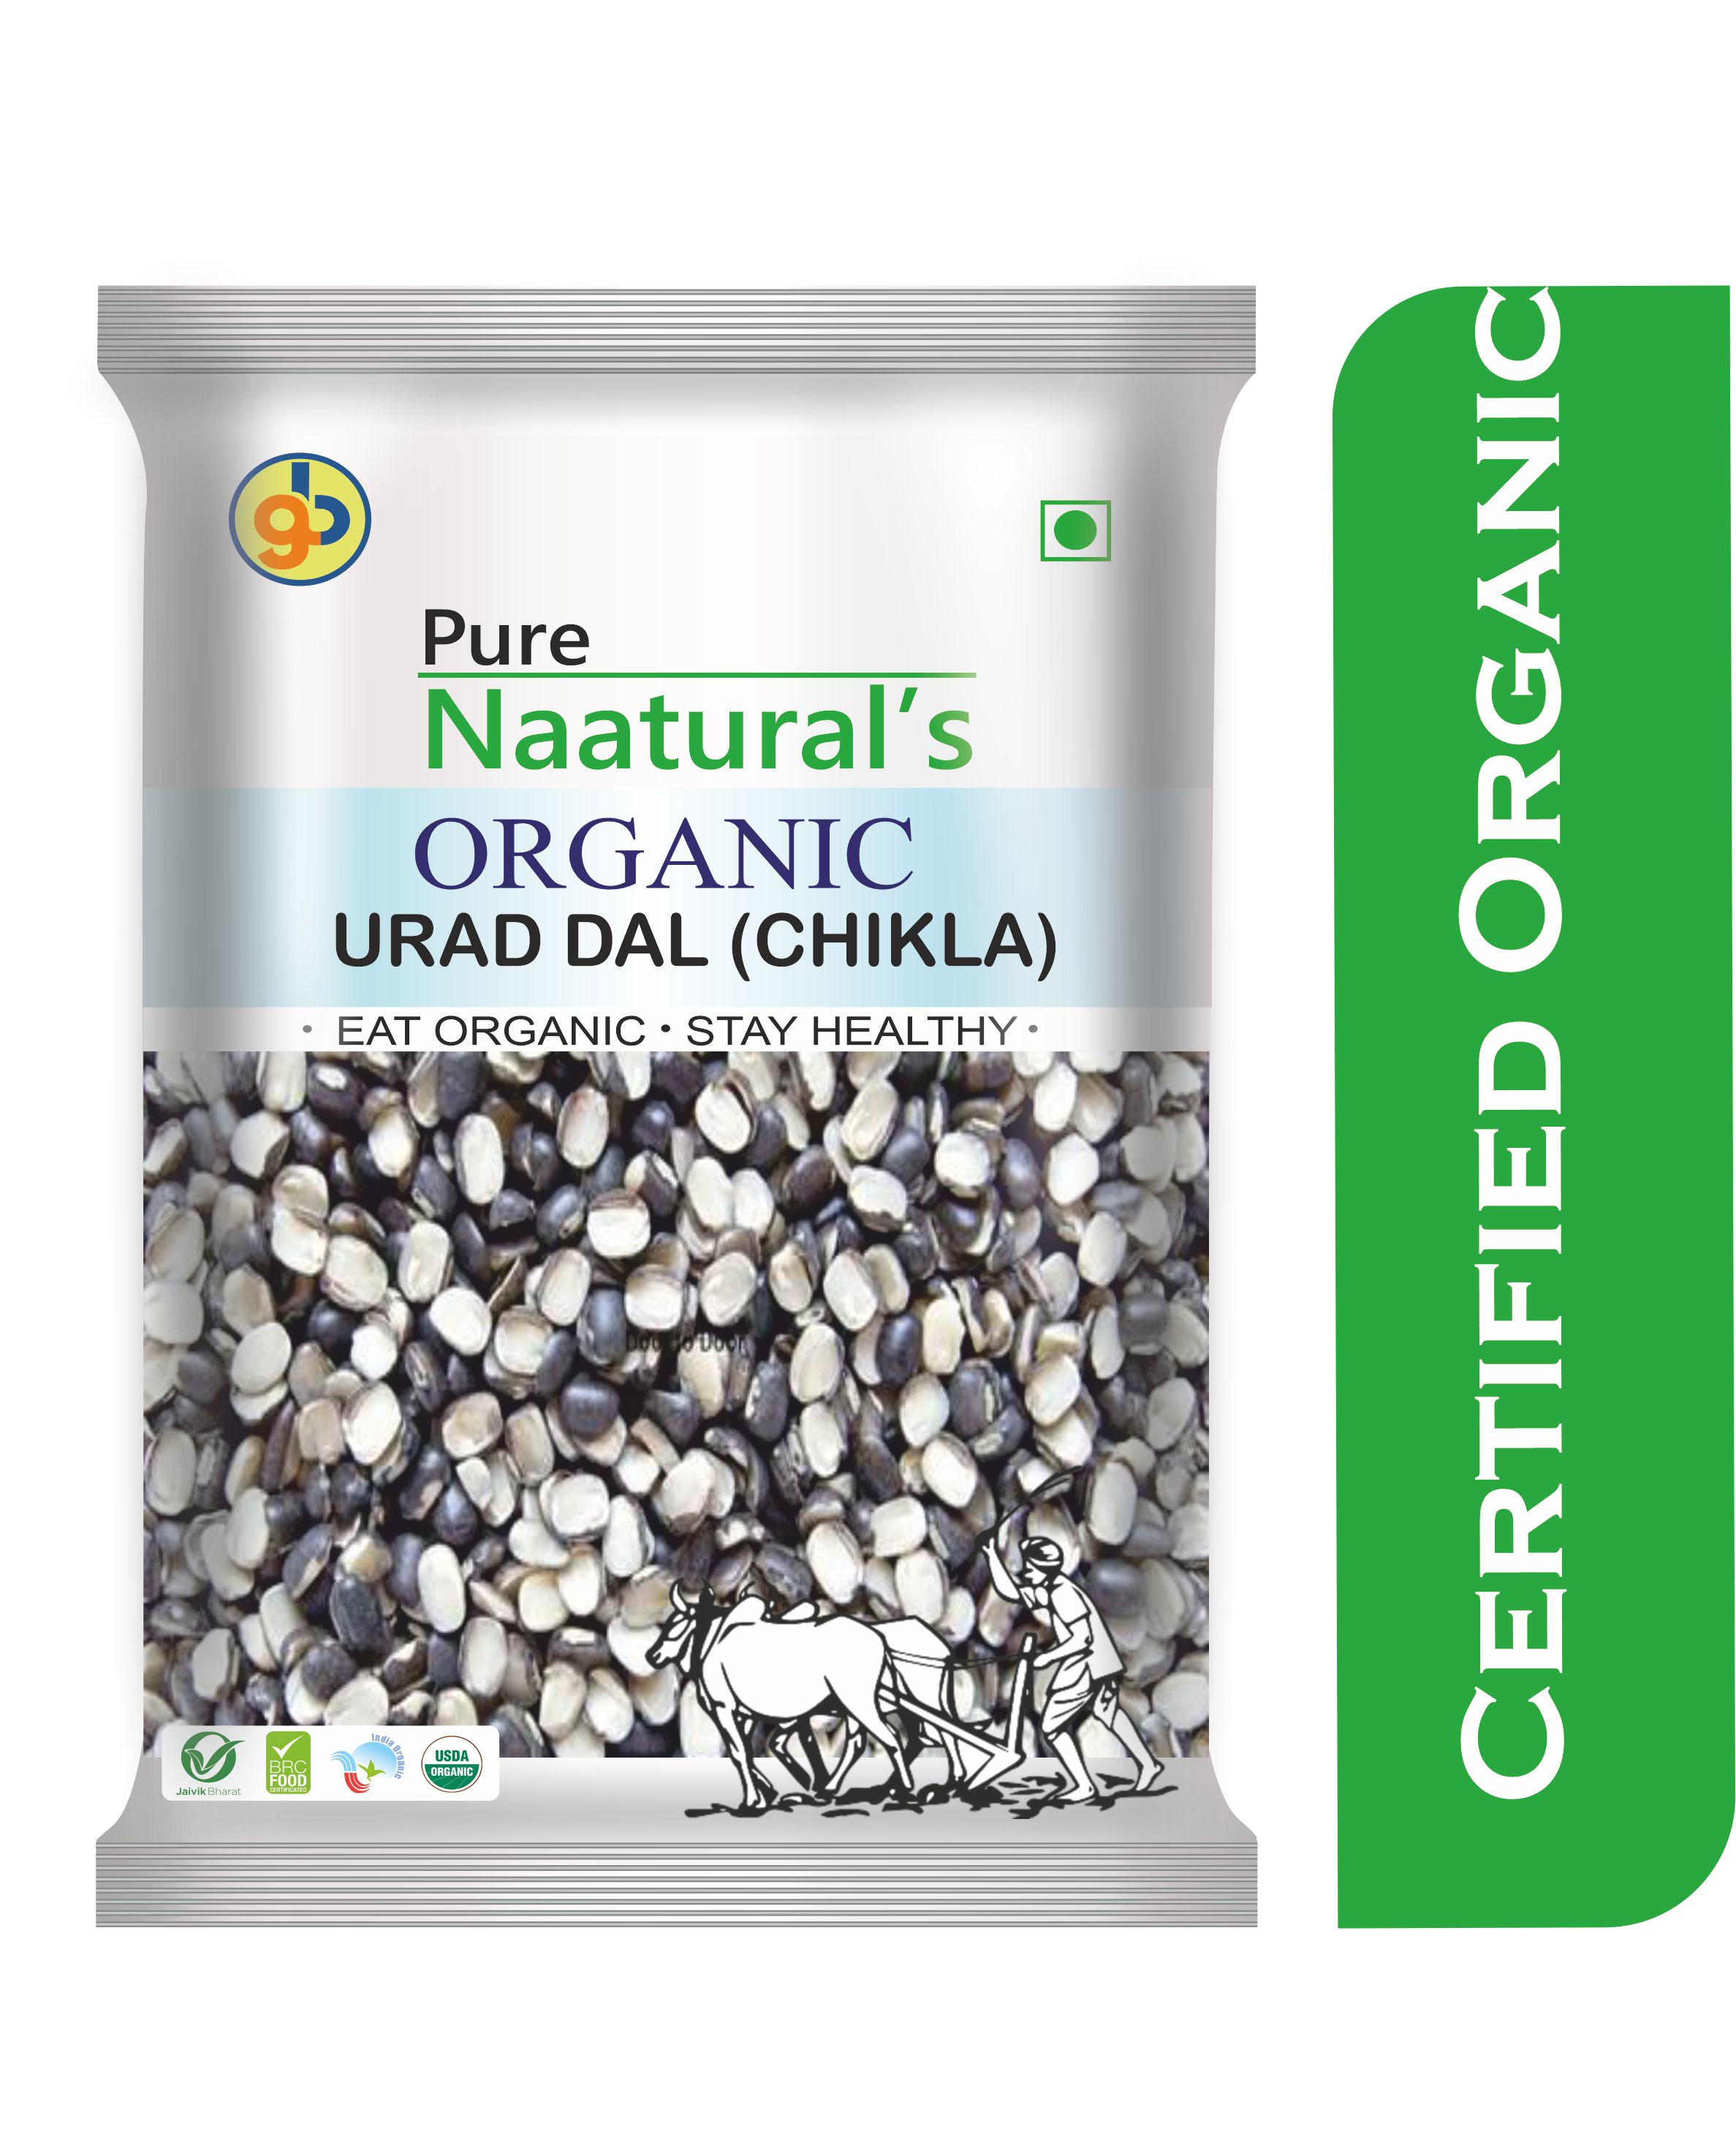 gb
Pure
Naatural's
ORGANIC
URAD DAL (CHIKLA)
• EAT ORGANIC • STAY HEALTHY •
Jaivik Bharat
BRC
FOOD
CERTIFICATED
India Organic
USDA
ORGANIC
CERTIFIED ORGANIC